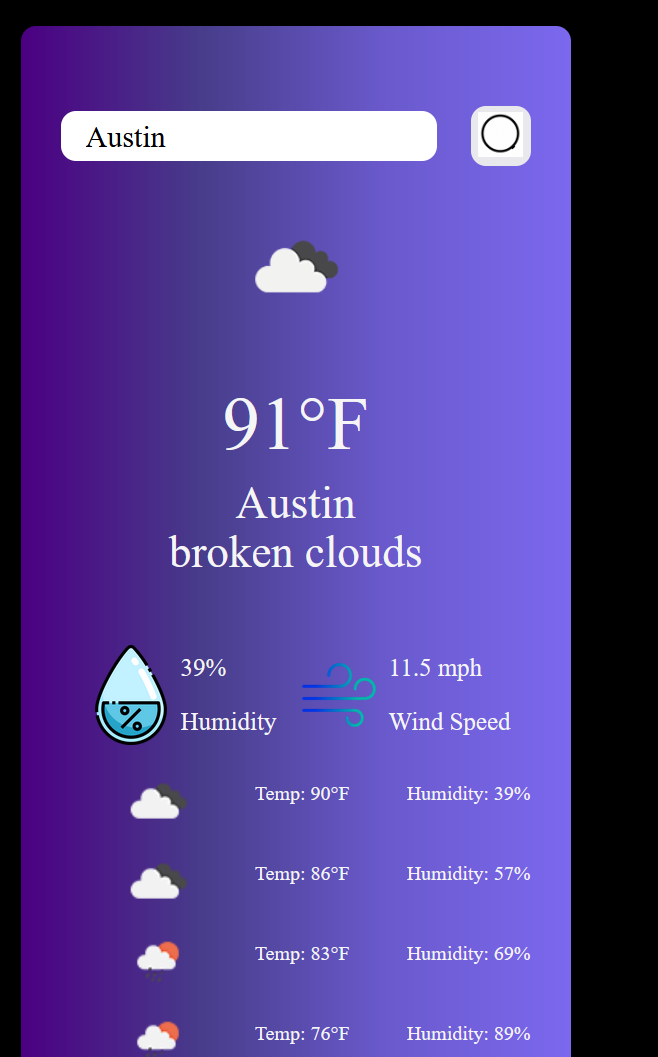 Austin
91°F
Austin
broken clouds
39%
Humidity
11.5 mph
Wind Speed
Temp: 90°F Humidity: 39%
Temp: 86°F Humidity: 57%
Temp: 83°F Humidity: 69%
Temp: 76°F Humidity: 89%